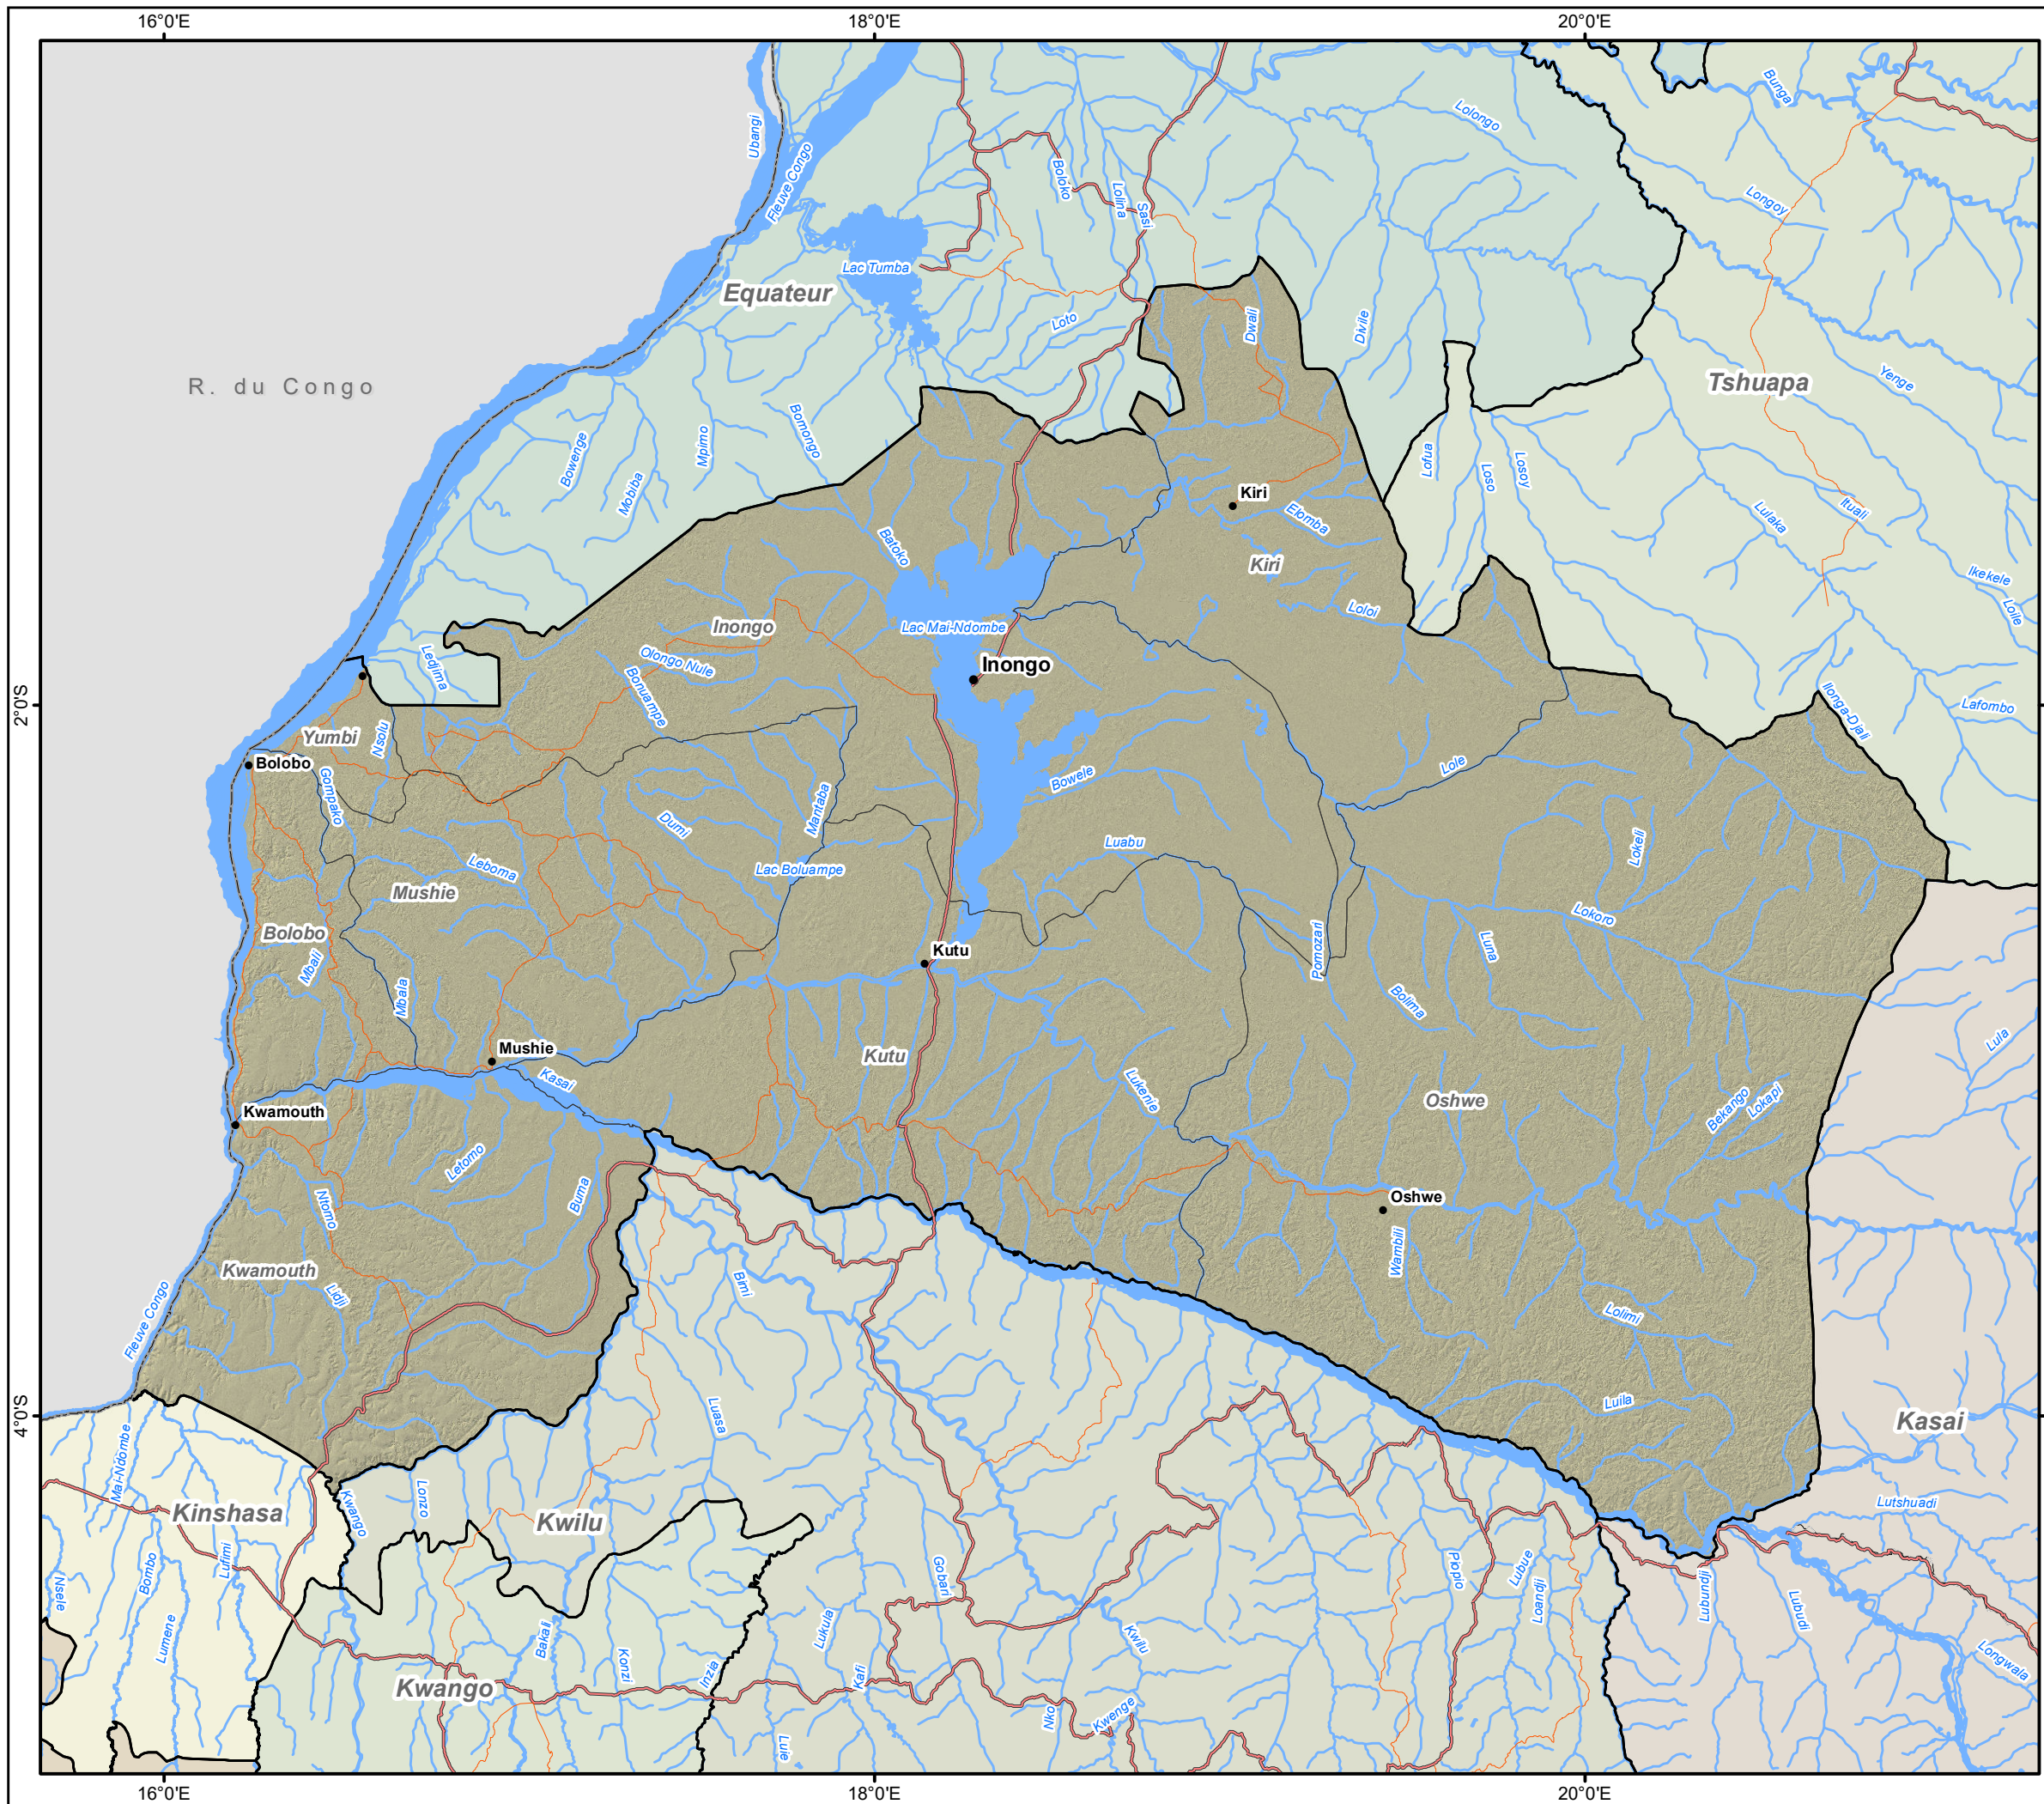 16°0'E
18°0'E
20°0'E
Bunga
Lolongo
Ubangi
Fleuve Congo
Boloko
Lolina
Sasi
Longoy
Lac Tumba
Equateur
Loto
Dwali
Divile
R. du Congo
Tshuapa
Yenge
Bomongo
Mpimo
Bowenge
Mobiba
Lofua
Loso
Losoy
Kiri
Elomba
Lulaka
Ituali
Batoko
Kiri
Ikekele
Loile
Loloi
Inongo
Lac Mai-Ndombe
Olongo Nule
Inongo
Ledjima
Bonuampe
2°0'S
Ilonga-Djali
Lafombo
Yumbi
Nsolu
Bolobo
Gompako
Lole
Bowele
Mantaba
Dumi
Luabu
Lokeli
Leboma
Lac Boluampe
Mushie
Lokoro
Bolobo
Luna
Pomozari
Kutu
Mbali
Mbala
Bolima
Lula
Mushie
Kutu
Kasai
Lukenie
Oshwe
Bekango
Lokapi
Kwamouth
Letomo
Buma
Oshwe
Ntomo
Wambili
Kwamouth
Bimi
Lidji
Lolimi
Fleuve Congo
Luila
4°0'S
Luasa
Kasai
Mai-Ndombe
Lonzo
Kwango
Lutshuadi
Kinshasa
Kwilu
Lufimi
Bombo
Nsele
Gobari
Piopio
Lubue
Loandji
Lubundji
Lubudi
Lumene
Bakali
Lukula
Kwilu
Konzi
Inzia
Kafi
Longwala
Kwango
Nko
Kwenge
Luie
16°0'E
18°0'E
20°0'E